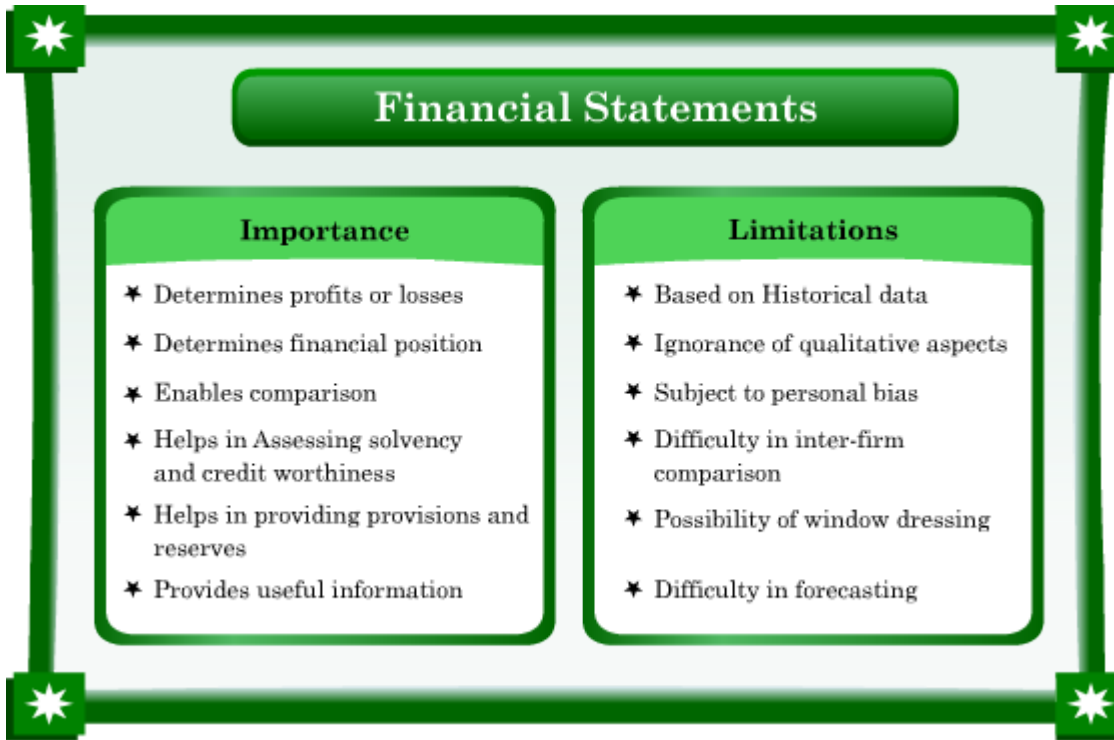 Financial Statements
Importance
Determines profits or losses
Determines financial position
Enables comparison
Helps in Assessing solvency
and credit worthiness
Helps in providing provisions and
reserves
Provides useful information
Limitations
Based on Historical data
Ignorance of qualitative aspects
Subject to personal bias
Difficulty in inter-firm
comparison
Possibility of window dressing
Difficulty in forecasting